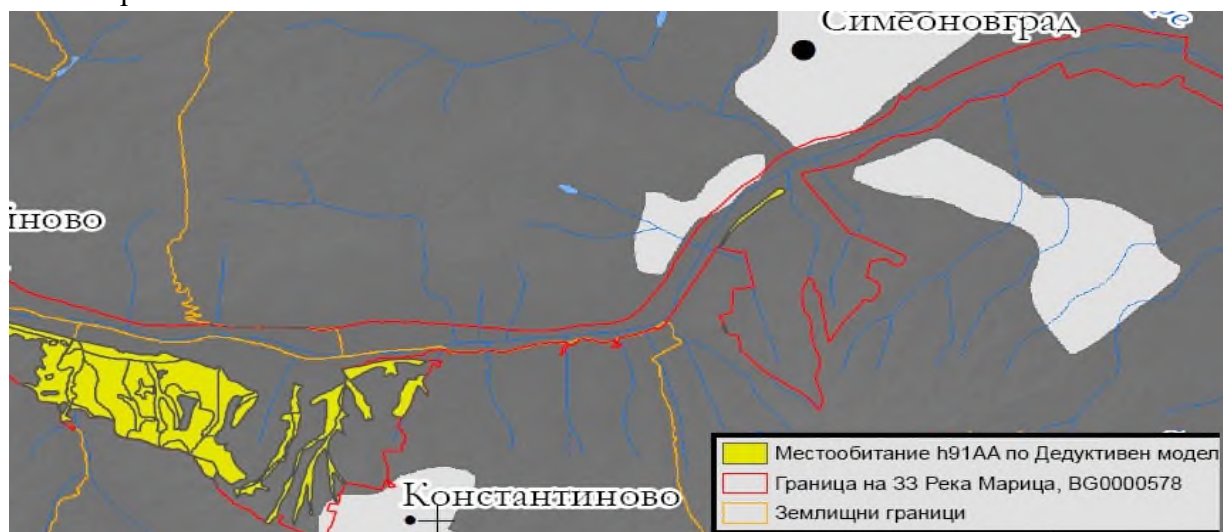 Симеоновград
Константиново
Местообитание h91AA по Дедуктивен модел
Граница на ЗЗ Река Марица, BG0000578
Землищни граници